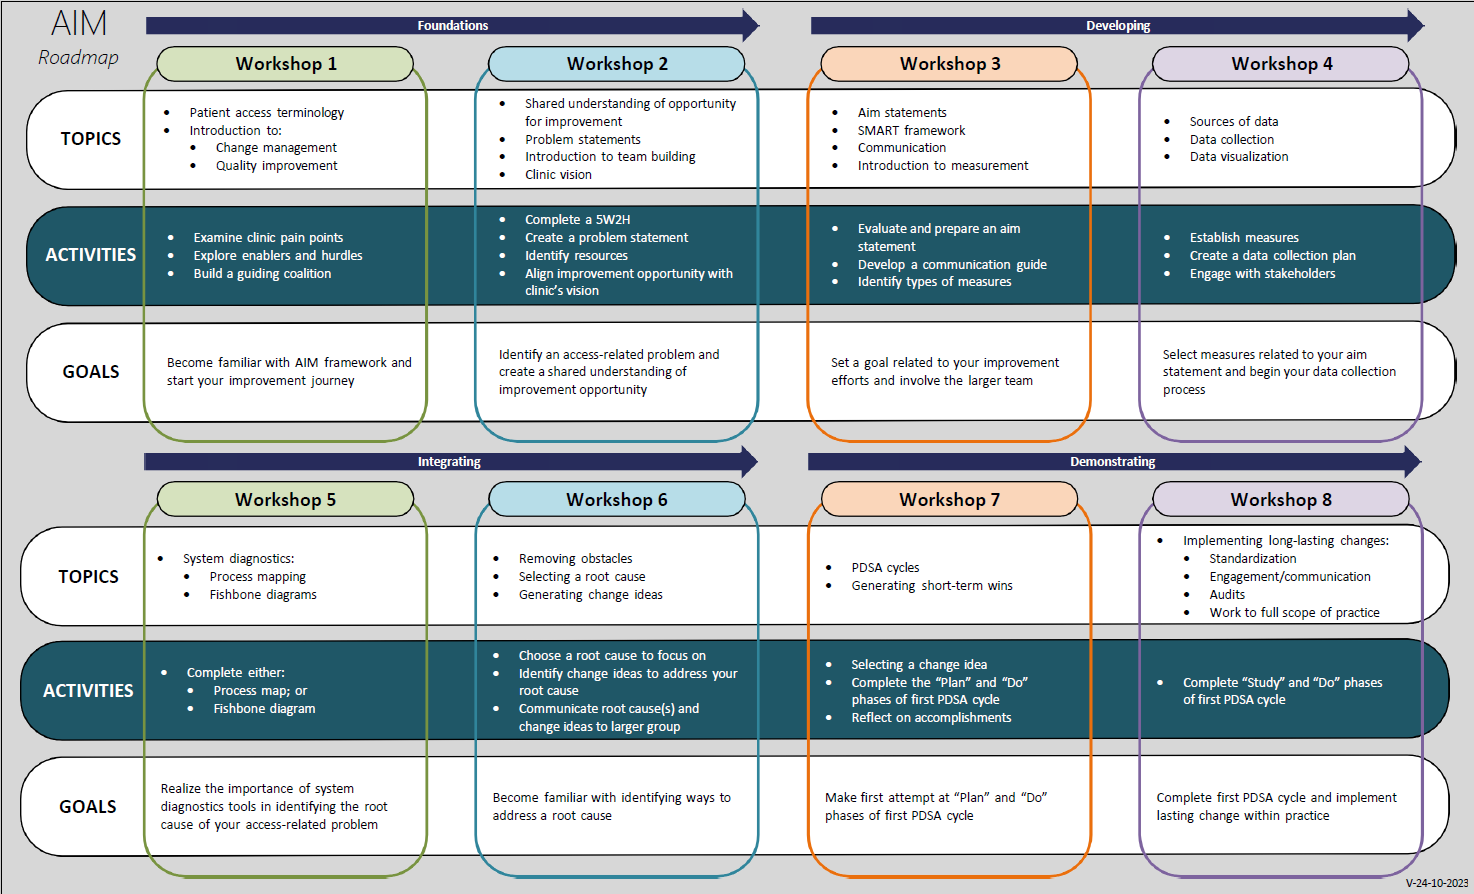 AIM
Roadmap
Foundations
Developing
Workshop 1
Workshop 2
Workshop 3
Workshop 4
TOPICS
• Patient access terminology
• Introduction to:
• Change management
• Quality improvement
• Shared understanding of opportunity
for improvement
• Problem statements
• Introduction to team building
• Clinic vision
• Aim statements
• SMART framework
• Communication
• Introduction to measurement
• Sources of data
• Data collection
• Data visualization
ACTIVITIES
• Examine clinic pain points
• Explore enablers and hurdles
• Build a guiding coalition
• Complete a 5W2H
• Create a problem statement
• Identify resources
• Align improvement opportunity with
clinic's vision
• Evaluate and prepare an aim
statement
• Develop a communication guide
• Identify types of measures
• Establish measures
• Create a data collection plan
• Engage with stakeholders
GOALS
Become familiar with AIM framework and
start your improvement journey
Identify an access-related problem and
create a shared understanding of
improvement opportunity
Set a goal related to your improvement
efforts and involve the larger team
Select measures related to your aim
statement and begin your data collection
process
Integrating
Demonstrating
Workshop 5
Workshop 6
Workshop 7
Workshop 8
TOPICS
• System diagnostics:
• Process mapping
• Fishbone diagrams
• Removing obstacles
• Selecting a root cause
• Generating change ideas
• PDSA cycles
• Generating short-term wins
• Implementing long-lasting changes:
• Standardization
• Engagement/communication
• Audits
• Work to full scope of practice
ACTIVITIES
• Complete either:
• Process map; or
• Fishbone diagram
• Choose a root cause to focus on
• Identify change ideas to address your
root cause
• Communicate root cause(s) and
change ideas to larger group
• Selecting a change idea
• Complete the “Plan” and “Do”
phases of first PDSA cycle
• Reflect on accomplishments
• Complete “Study” and “Do” phases
of first PDSA cycle
GOALS
Realize the importance of system
diagnostics tools in identifying the root
cause of your access-related problem
Become familiar with identifying ways to
address a root cause
Make first attempt at “Plan” and “Do”
phases of first PDSA cycle
Complete first PDSA cycle and implement
lasting change within practice
V-24-10-2023